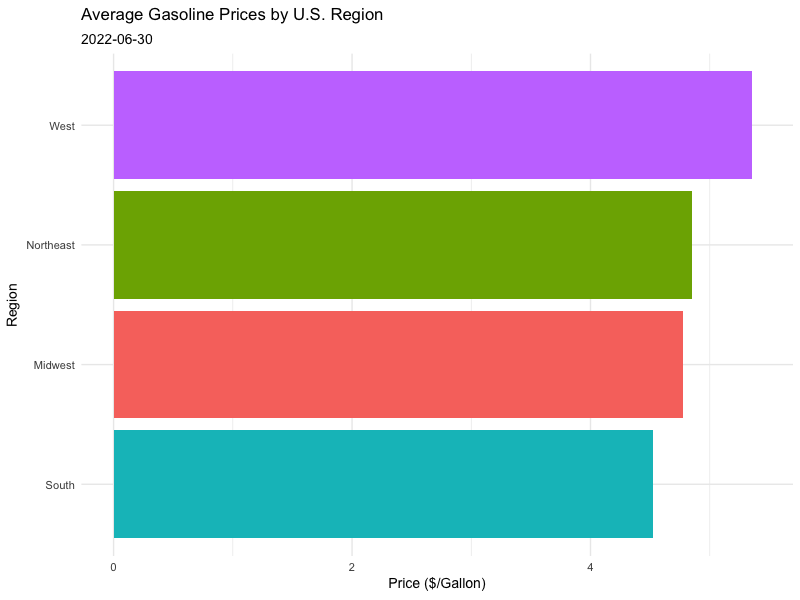 Average Gasoline Prices by U.S. Region
2022-06-30
Region
West
Northeast
Midwest
South
0 2 4
Price ($/Gallon)